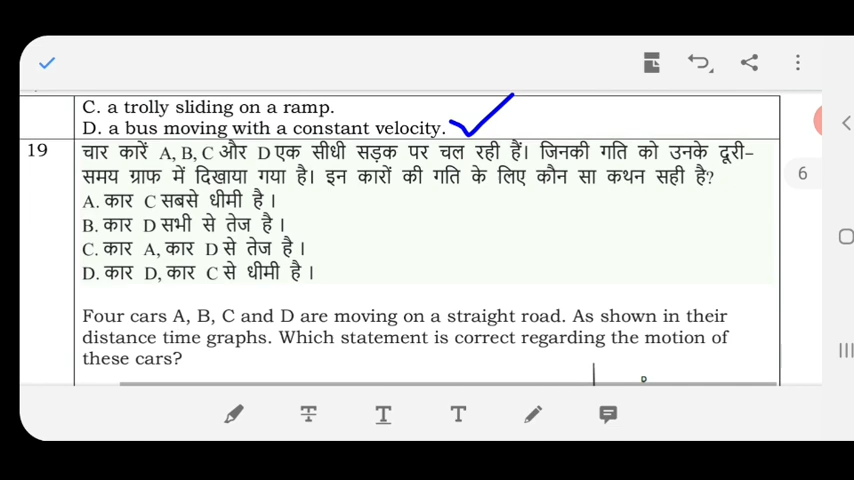 C. a trolly sliding on a ramp.
D. a bus moving with a constant velocity.
19
चार कारें A, B, C और D एक सीधी सड़क पर चल रही हैं। जिनकी गति को उनके दूरी–
6
समय ग्राफ में दिखाया गया है। इन कारों की गति के लिए कौन सा कथन सही है?
A. कार C सबसे धीमी है ।
B. कार D सभी से तेज है ।
C. कार A, कार D से तेज है ।
D. कार D, कार C से धीमी है ।
Four cars A, B, C and D are moving on a straight road. As shown in their
distance time graphs. Which statement is correct regarding the motion of
these cars?
T
T
T